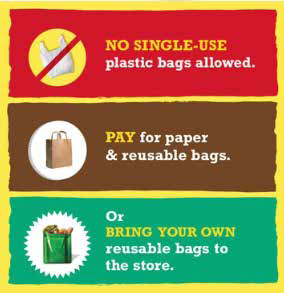 NO SINGLE-USE
plastic bags allowed.
PAY for paper
& reusable bags.
Or
BRING YOUR OWN
reusable bags to
the store.